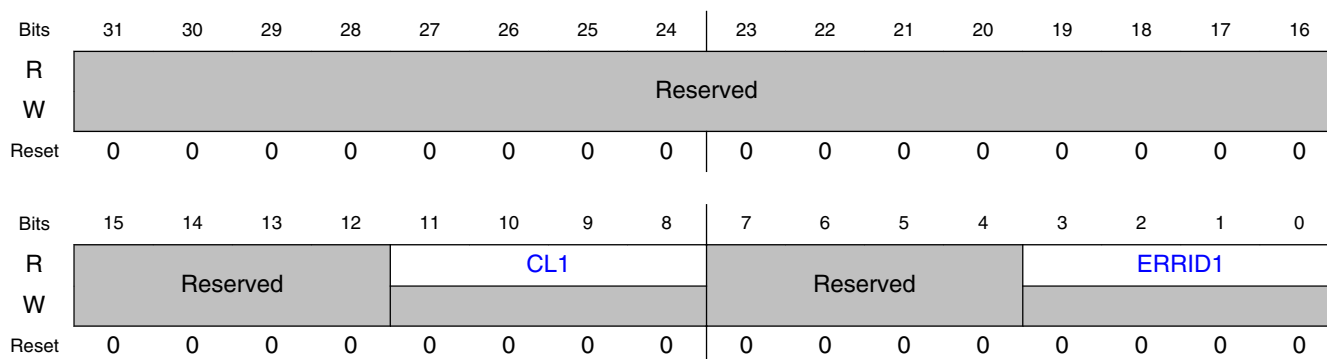 Bits 31 30 29 28 27 26 25 24 23 22 21 20 19 18 17 16
R
Reserved
W
Reset 0 0 0 0 0 0 0 0 0 0 0 0 0 0 0 0
Bits 15 14 13 12 11 10 9 8 7 6 5 4 3 2 1 0
R CL1 ERRID1
Reserved Reserved
W
Reset 0 0 0 0 0 0 0 0 0 0 0 0 0 0 0 0